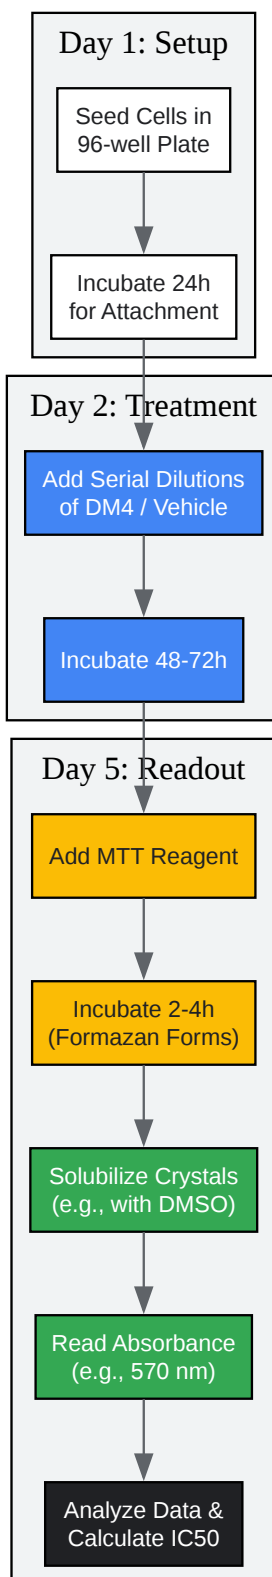 Day 1: Setup
Seed Cells in
96-well Plate
Incubate 24h
for Attachment
Day 2: Treatment
Add Serial Dilutions
of DM4 / Vehicle
Incubate 48-72h
Day 5: Readout
Add MTT Reagent
Incubate 2-4h
(Formazan Forms)
Solubilize Crystals
(e.g., with DMSO)
Read Absorbance
(e.g., 570 nm)
Analyze Data &
Calculate IC50